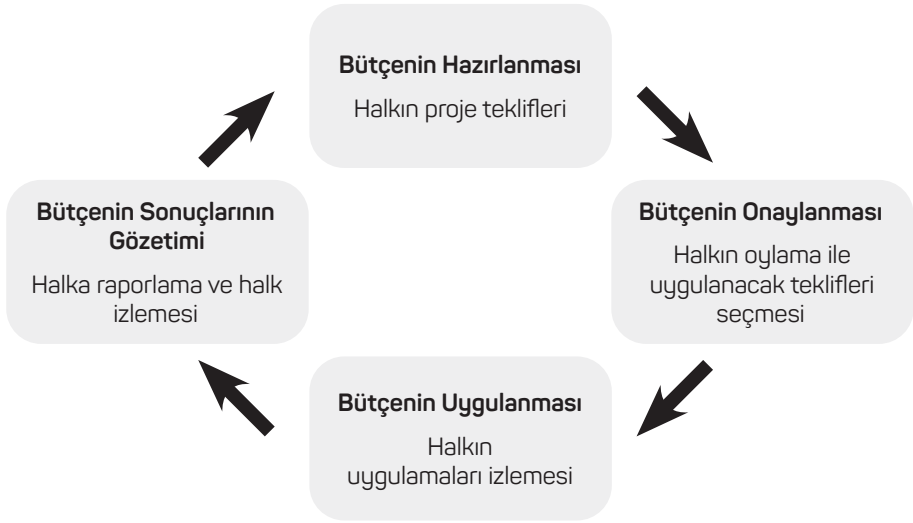 Bütçenin Hazırlanması
Halkın proje teklifleri
Bütçenin Onaylanması
Halkın oylama ile
uygulanacak teklifleri
seçmesi
Bütçenin Uygulanması
Halkın
uygulamaları izlemesi
Bütçenin Sonuçlarının
Gözetimi
Halka raporlama ve halk
izlemesi